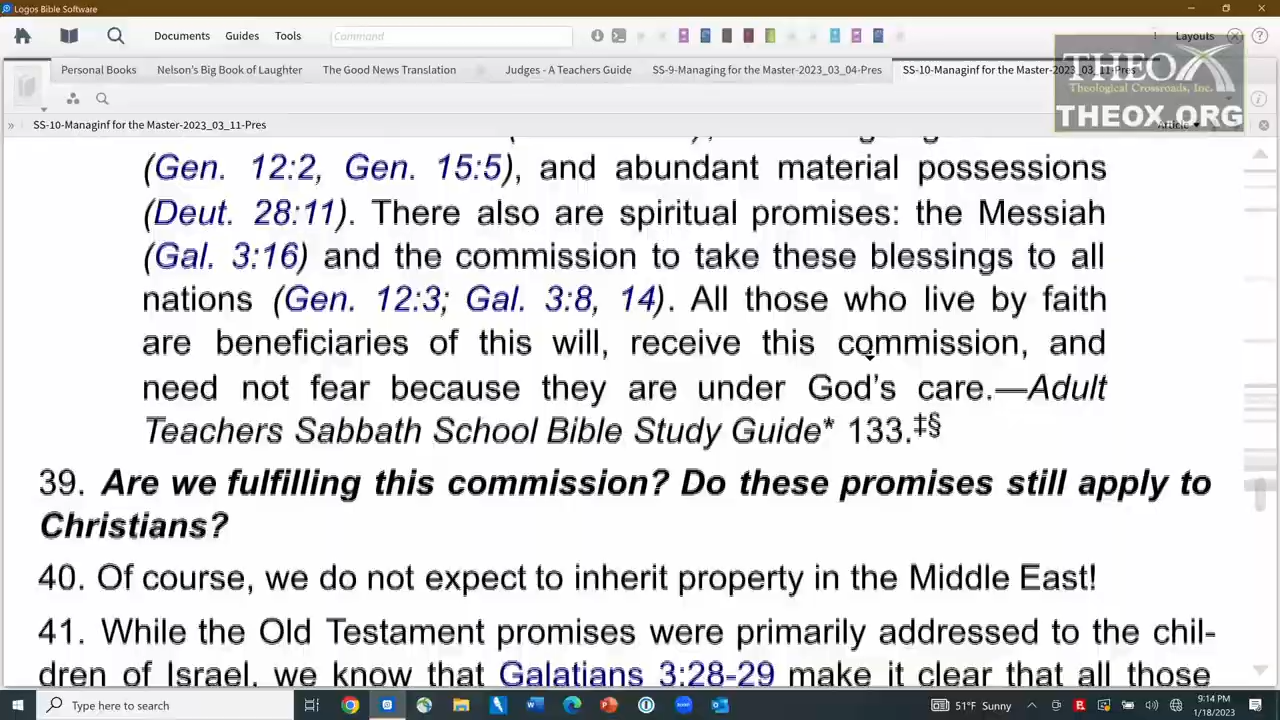 Logos Bible Software
Documents Guides Tools Command Layouts
Personal Books Nelson's Big Book of Laughter The Ga Judges - A Teachers Guide SS-9-Managing for the Master-2023_03_04-Pres SS-10-Managinf for the Master-2023_03_11-Pres
THEOX
Theological Crossroads, Inc.
THEOX.ORG
SS-10-Managinf for the Master-2023_03_11-Pres Article
(Gen. 12:2, Gen. 15:5), and abundant material possessions
(Deut. 28:11). There also are spiritual promises: the Messiah
(Gal. 3:16) and the commission to take these blessings to all
nations (Gen. 12:3; Gal. 3:8, 14). All those who live by faith
are beneficiaries of this will, receive this commission, and
need not fear because they are under God's care.—Adult
Teachers Sabbath School Bible Study Guide* 133.‡§
39. Are we fulfilling this commission? Do these promises still apply to
Christians?
40. Of course, we do not expect to inherit property in the Middle East!
41. While the Old Testament promises were primarily addressed to the chil-
dren of Israel, we know that Galatians 3:28-29 make it clear that all those
Type here to search 51°F Sunny 9:14 PM
1/18/2023